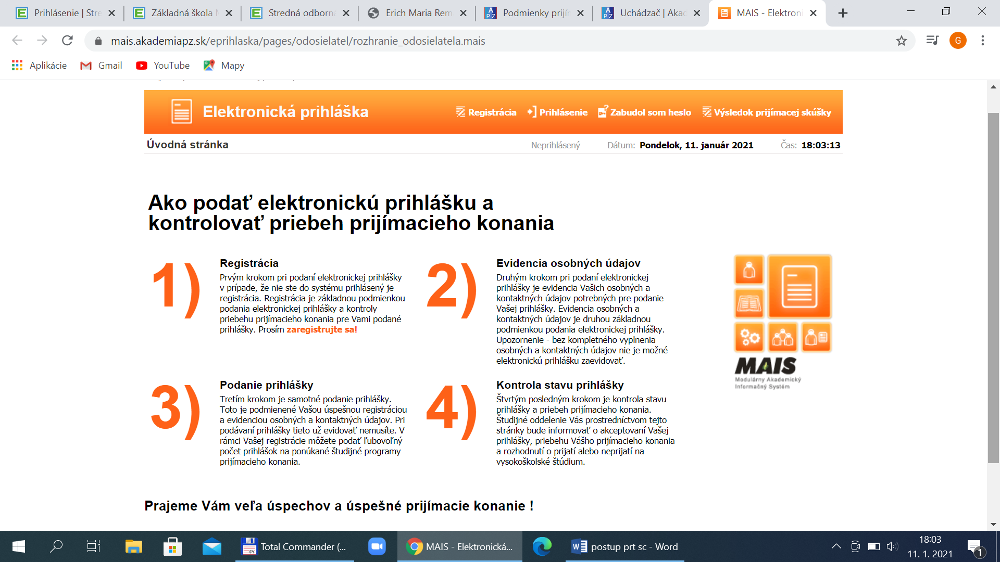 Prihlásenie | Stre
Základná škola M
Stredná odborná
Erich Maria Rem
Podmienky prijír
Uchádzač | Akad
MAIS - Elektroni
mais.akademiapz.sk/eprihlaska/pages/odosielatel/rozhranie_odosielatela.mais
G
Aplikácie
Gmail
YouTube
Mapy
Elektronická prihláška
Registrácia
Prihlásenie
Zabudol som heslo
Výsledok prijímacej skúšky
Úvodná stránka
Neprihlásený
Dátum: Pondelok, 11. január 2021
Čas: 18:03:13
Ako podať elektronickú prihlášku a
kontrolovať priebeh prijímacieho konania
1)
Registrácia
Prvým krokom pri podaní elektronickej prihlášky
v prípade, že nie ste do systému prihlásený je
registrácia. Registrácia je základnou podmienkou
podania elektronickej prihlášky a kontroly
priebehu prijímacieho konania pre Vami podané
prihlášky. Prosím zaregistrujte sa!
2)
Evidencia osobných údajov
Druhým krokom pri podaní elektronickej
prihlášky je evidencia Vašich osobných a
kontaktných údajov potrebných pre podanie
Vašej prihlášky. Evidencia osobných a
kontaktných údajov je druhou základnou
podmienkou podania elektronickej prihlášky.
Upozornenie - bez kompletného vyplnenia
osobných a kontaktných údajov nie je možné
elektronickú prihlášku zaevidovať.
MAIS
Modulárny Akademický
Informačný Systém
3)
Podanie prihlášky
Tretím krokom je samotné podanie prihlášky.
Toto je podmienené Vašou úspešnou registráciou
a evidenciou osobných a kontaktných údajov. Pri
podávaní prihlášky tieto už evidovať nemusíte. V
rámci Vašej registrácie môžete podať ľubovoľný
počet prihlášok na ponúkané študijné programy
prijímacieho konania.
4)
Kontrola stavu prihlášky
Štvrtým posledným krokom je kontrola stavu
prihlášky a priebeh prijímacieho konania.
Študijné oddelenie Vás prostredníctvom tejto
stránky bude informovať o akceptovaní Vašej
prihlášky, priebehu Vášho prijímacieho konania
a rozhodnutí o prijatí alebo neprijatí na
vysokoškolské štúdium.
Prajeme Vám veľa úspechov a úspešné prijímacie konanie !
Total Commander (...
MAIS - Elektronická...
postup prt sc - Word
18:03
11. 1. 2021
1